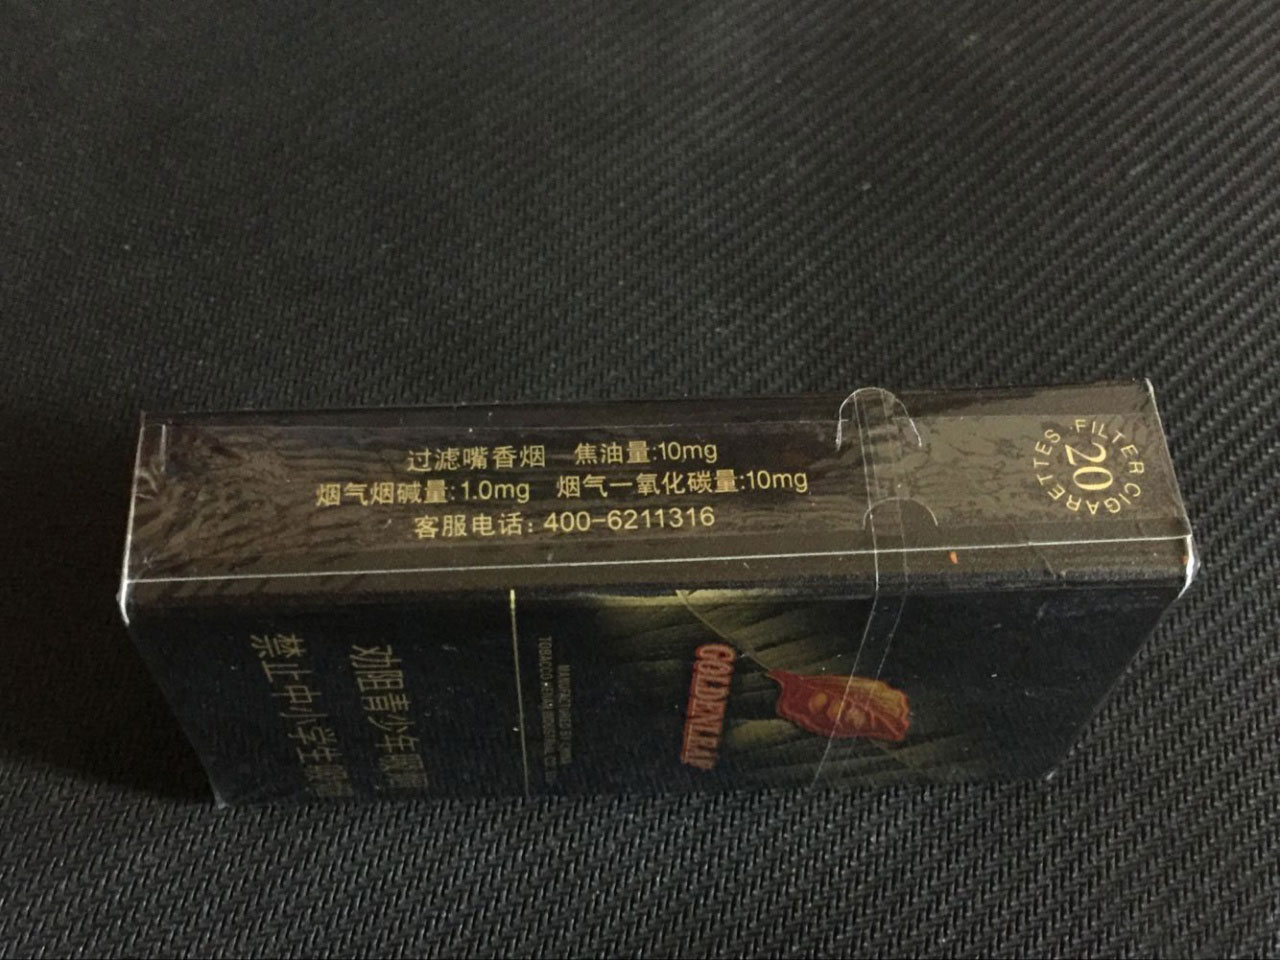 过滤嘴香烟 焦油量:10mg
烟气烟碱量:1.0mg 烟气一氧化碳量:10mg
客服电话: 400-6211316
FILTER CIGARETTES
20
GOLDENLEAF
劝阻青少年吸烟
禁止中小学生吸烟